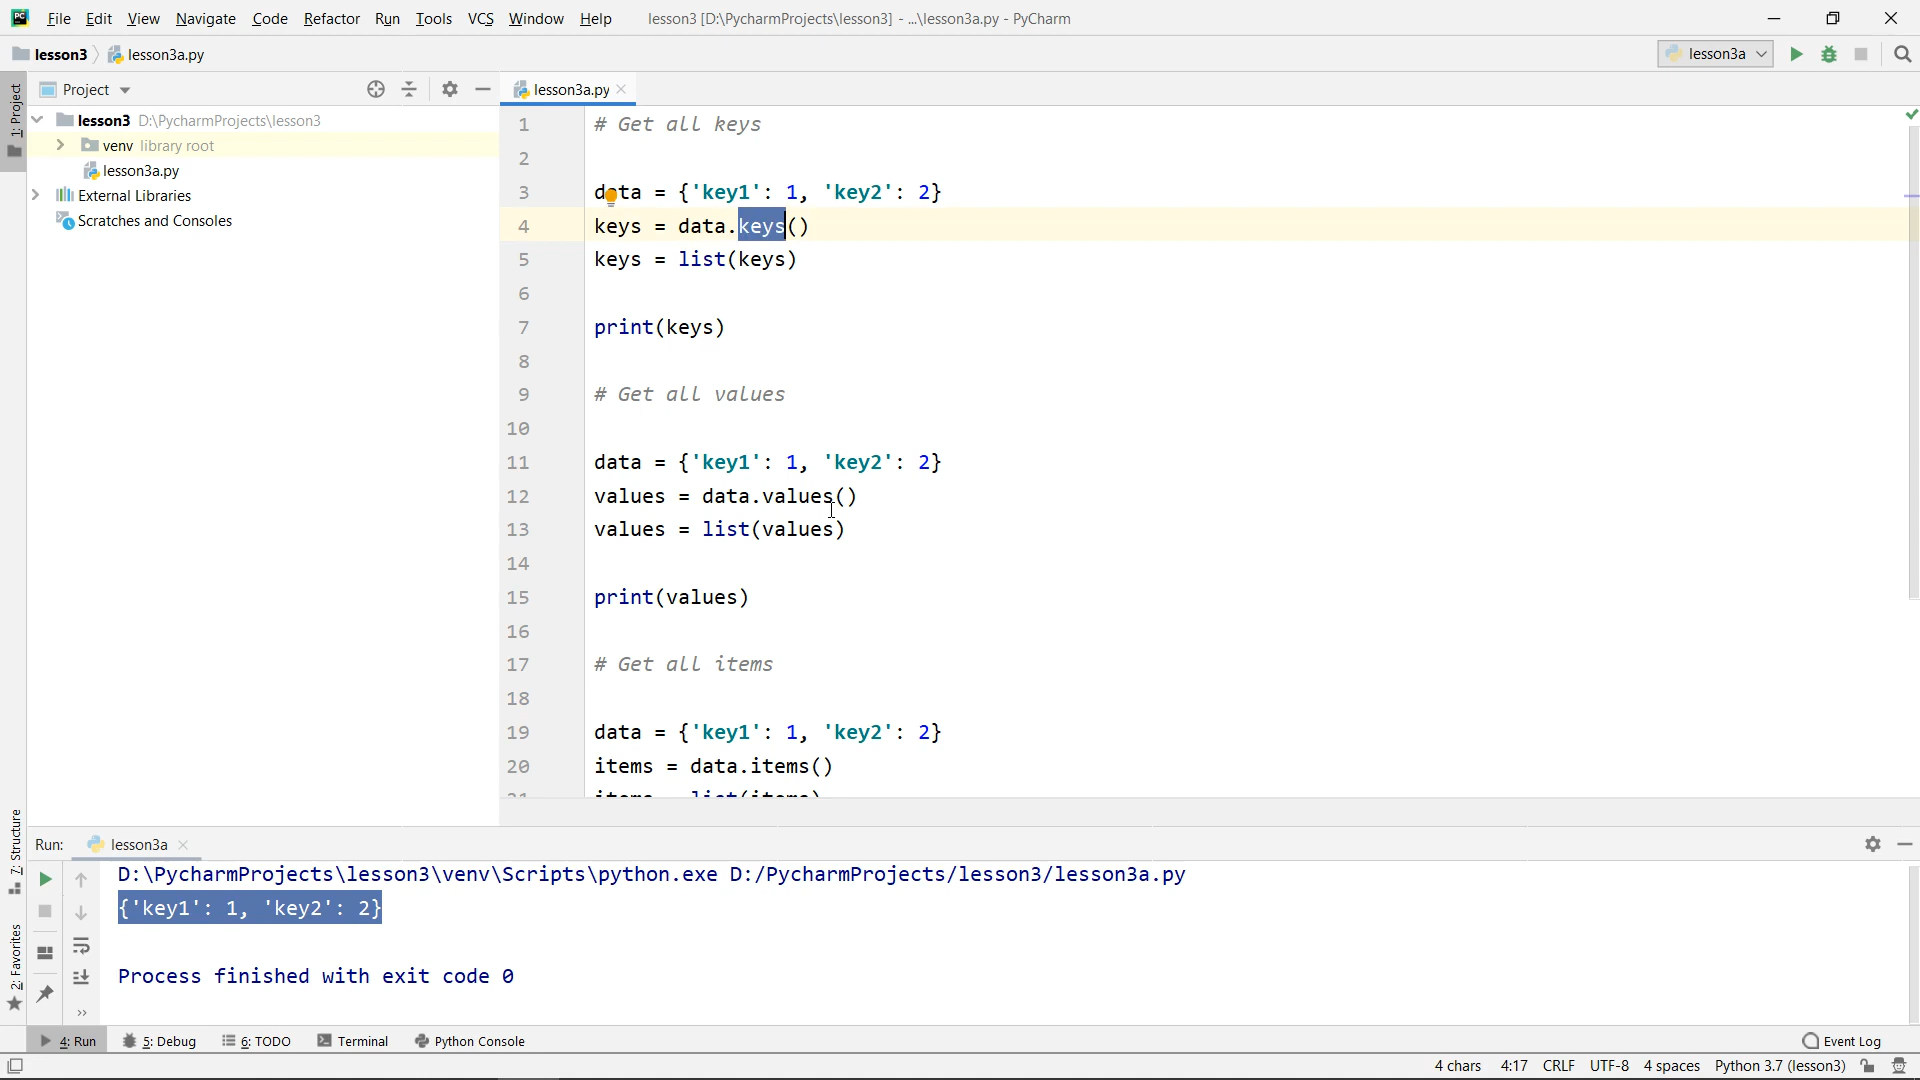 File Edit View Navigate Code Refactor Run Tools VCS Window Help lesson3 [D:\PycharmProjects\lesson3] - ...\lesson3a.py - PyCharm
lesson3 lesson3a.py lesson3a
1: Project
Project
lesson3a.py
lesson3 D:\PycharmProjects\lesson3
venv library root
lesson3a.py
External Libraries
Scratches and Consoles
1 # Get all keys
2
3 data = {'key1': 1, 'key2': 2}
4 keys = data.keys()
5 keys = list(keys)
6
7 print(keys)
8
9 # Get all values
10
11 data = {'key1': 1, 'key2': 2}
12 values = data.values()
13 values = list(values)
14
15 print(values)
16
17 # Get all items
18
19 data = {'key1': 1, 'key2': 2}
20 items = data.items()
21 items = list(items)
7: Structure
2: Favorites
Run: lesson3a
D:\PycharmProjects\lesson3\venv\Scripts\python.exe D:/PycharmProjects/lesson3/lesson3a.py
{'key1': 1, 'key2': 2}
Process finished with exit code 0
4: Run 5: Debug 6: TODO Terminal Python Console Event Log
4 chars 4:17 CRLF UTF-8 4 spaces Python 3.7 (lesson3)